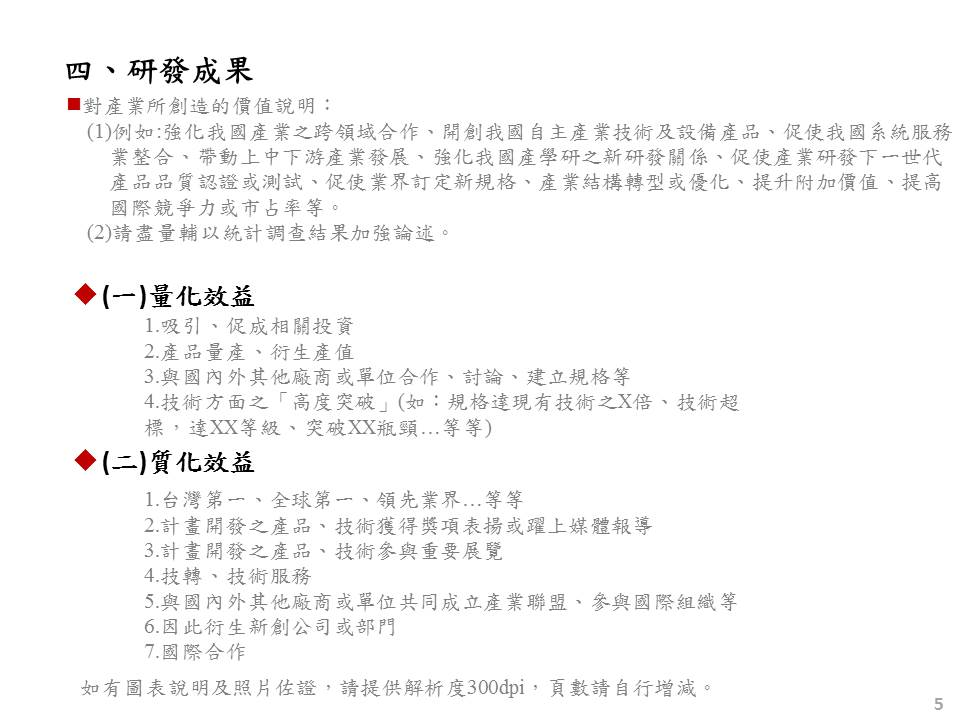 四、研發成果
■對產業所創造的價值說明：
(1)例如:強化我國產業之跨領域合作、開創我國自主產業技術及設備產品、促使我國系統服務
業整合、帶動上中下游產業發展、強化我國產學研之新研發關係、促使產業研發下一世代
產品品質認證或測試、促使業界訂定新規格、產業結構轉型或優化、提升附加價值、提高
國際競爭力或市占率等。
(2)請盡量輔以統計調查結果加強論述。
◆(一)量化效益
1.吸引、促成相關投資
2.產品量產、衍生產值
3.與國內外其他廠商或單位合作、討論、建立規格等
4.技術方面之「高度突破」(如：規格達現有技術之X倍、技術超
標，達XX等級、突破XX瓶頸…等等)
◆(二)質化效益
1.台灣第一、全球第一、領先業界…等等
2.計畫開發之產品、技術獲得獎項表揚或躍上媒體報導
3.計畫開發之產品、技術參與重要展覽
4.技轉、技術服務
5.與國內外其他廠商或單位共同成立產業聯盟、參與國際組織等
6.因此衍生新創公司或部門
7.國際合作
如有圖表說明及照片佐證，請提供解析度300dpi，頁數請自行增減。
5